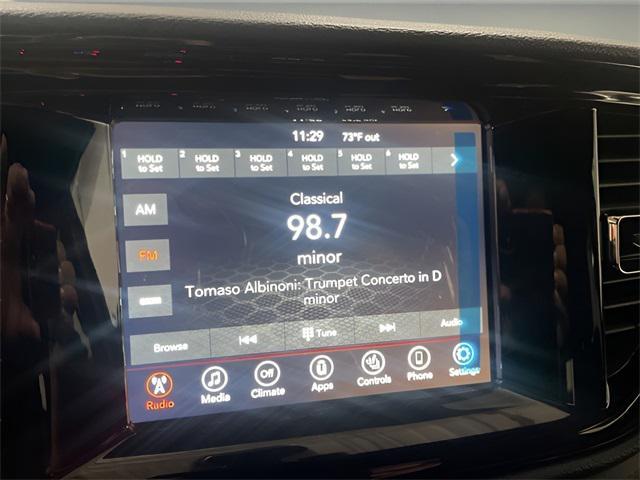 11:29 73°F out
1 HOLD to Set 2 HOLD to Set 3 HOLD to Set 4 HOLD to Set 5 HOLD to Set 6 HOLD to Set
Classical
AM
98.7
FM
minor
Tomaso Albinoni: Trumpet Concerto in D
minor
Browse Tune Audio
Radio Media Off Climate Apps Controls Phone Settings